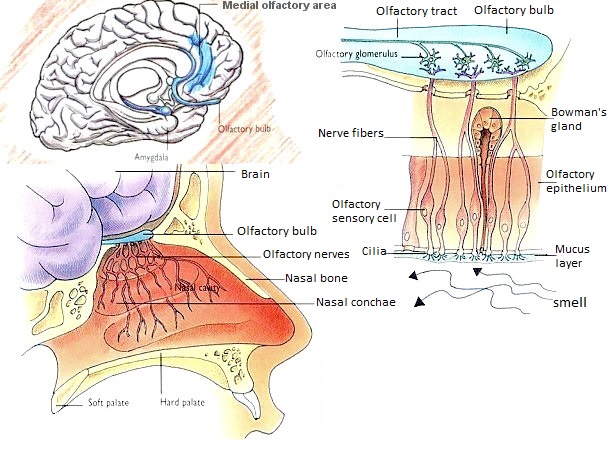 Medial olfactory area
Olfactory bulb
Amygdala
Olfactory tract
Olfactory bulb
Olfactory glomerulus
Bowman's
gland
Nerve fibers
Olfactory
epithelium
Olfactory
sensory cell
Cilia
Mucus
layer
smell
Brain
Olfactory bulb
Olfactory nerves
Nasal bone
Nasal cavity
Nasal conchae
Soft palate
Hard palate